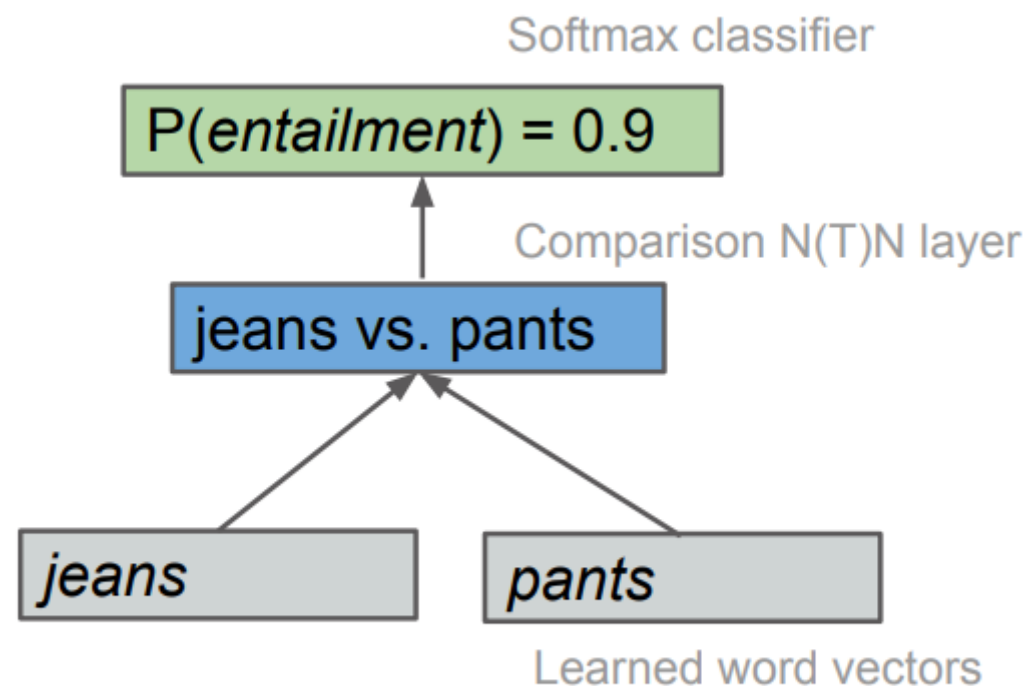 Softmax classifier
P(entailment) = 0.9
Comparison N(T)N layer
jeans vs. pants
jeans
pants
Learned word vectors